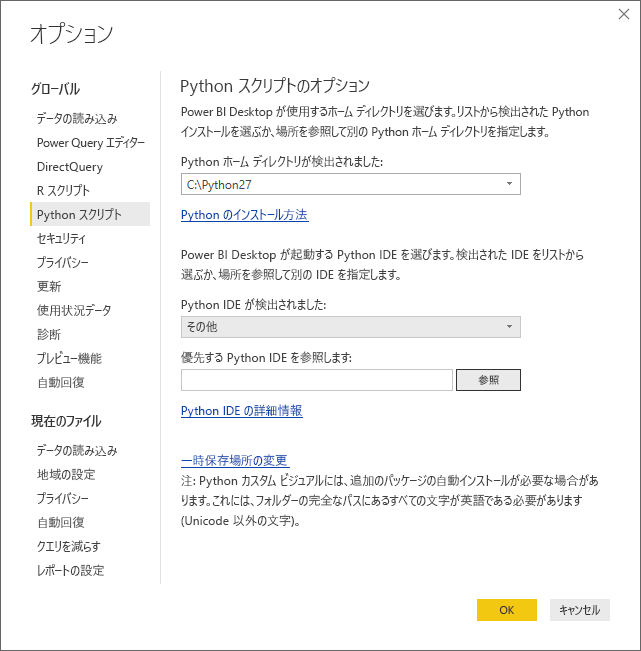 オプション
グローバル
データの読み込み
Power Query エディター
DirectQuery
R スクリプト
Python スクリプト
セキュリティ
プライバシー
更新
使用状況データ
診断
プレビュー機能
自動回復
現在のファイル
データの読み込み
地域の設定
プライバシー
自動回復
クエリを減らす
レポートの設定
Python スクリプトのオプション
Power BI Desktop が使用するホーム ディレクトリを選びます。リストから検出された Python
インストールを選ぶか、場所を参照して別の Python ホーム ディレクトリを指定します。
Python ホーム ディレクトリが検出されました:
C:\Python27
Python のインストール方法
Power BI Desktop が起動する Python IDE を選びます。検出された IDE をリストから
選ぶか、場所を参照して別の IDE を指定します。
Python IDE が検出されました:
その他
優先する Python IDE を参照します:
参照
Python IDE の詳細情報
一時保存場所の変更
注: Python カスタム ビジュアルには、追加のパッケージの自動インストールが必要な場合があ
ります。これには、フォルダーの完全なパスにあるすべての文字が英語である必要があります
(Unicode 以外の文字)。
OK
キャンセル